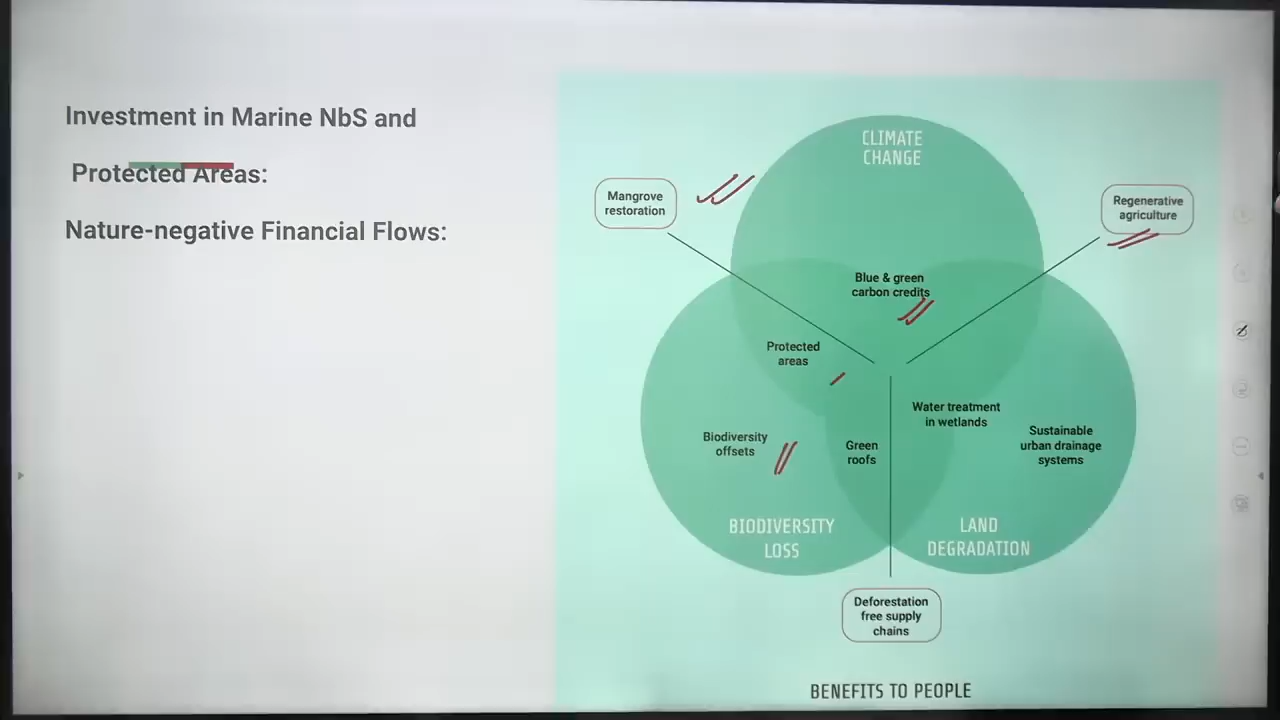 Investment in Marine NbS and
Protected Areas:
Nature-negative Financial Flows:
CLIMATE
CHANGE
Mangrove
restoration
Regenerative
agriculture
Blue & green
carbon credits
Protected
areas
Water treatment
in wetlands
Biodiversity
offsets
Green
roofs
Sustainable
urban drainage
systems
BIODIVERSITY
LOSS
LAND
DEGRADATION
Deforestation
free supply
chains
BENEFITS TO PEOPLE